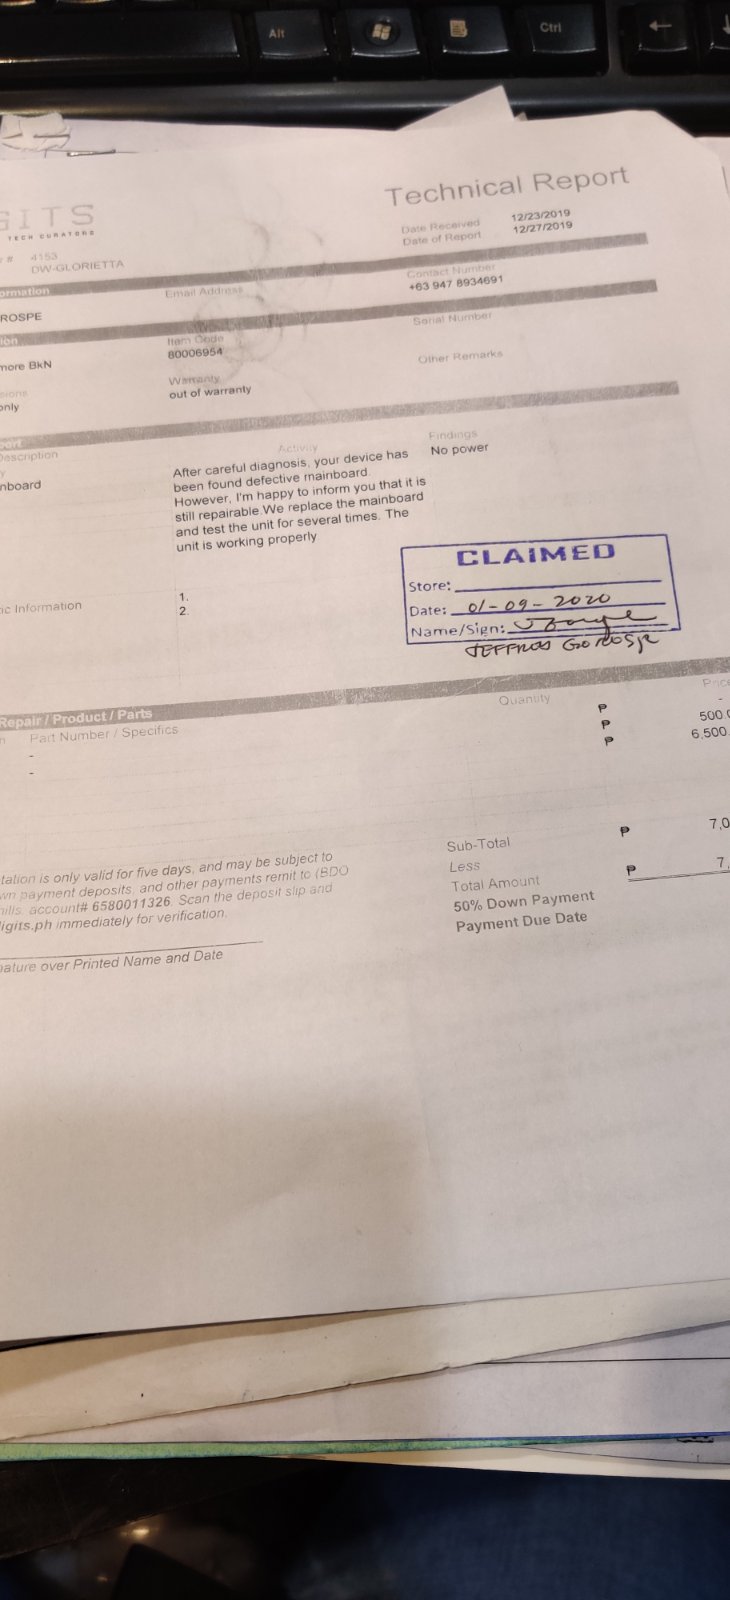 Alt
Ctrl
GITS
TECH CURATORS
Technical Report
Date Received 12/23/2019
Date of Report 12/27/2019
# 4153
DW-GLORIETTA
ormation
Email Address
Contact Number
+63 947 8934691
ROSPE
ion
Item Code
80006954
Serial Number
more BkN
Warranty
out of warranty
Other Remarks
sions
only
port
Description
Activity
Findings
y
nboard
After careful diagnosis, your device has
been found defective mainboard.
However, I'm happy to inform you that it is
still repairable.We replace the mainboard
and test the unit for several times. The
unit is working properly
No power
CLAIMED
Store:
Date: 01-09-2020
Name/Sign:
ic Information
1.
2.
Repair / Product / Parts
Quantity
Price
n Part Number / Specifics
-
-
₱ -
₱ 500.0
₱ 6,500.
tation is only valid for five days, and may be subject to
wn payment deposits, and other payments remit to (BDO
hills, account# 6580011326. Scan the deposit slip and
digits.ph immediately for verification.
nature over Printed Name and Date
Sub-Total ₱ 7,0
Less
Total Amount ₱ 7,
50% Down Payment
Payment Due Date